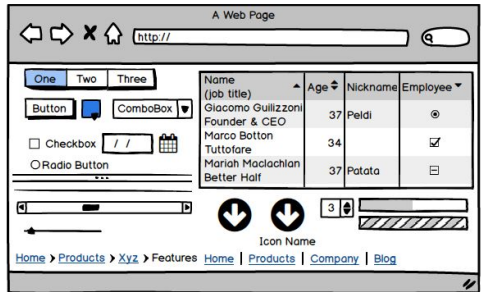 A Web Page
http://
One Two Three
Button ComboBox
Checkbox / /
Radio Button
Name (job title) Age Nickname Employee
Giacomo Guilizzoni
Founder & CEO 37 Peldi
Marco Botton
Tuttofare 34
Mariah Maclachlan
Better Half 37 Patata
3
Icon Name
Home > Products > Xyz > Features
Home | Products | Company | Blog